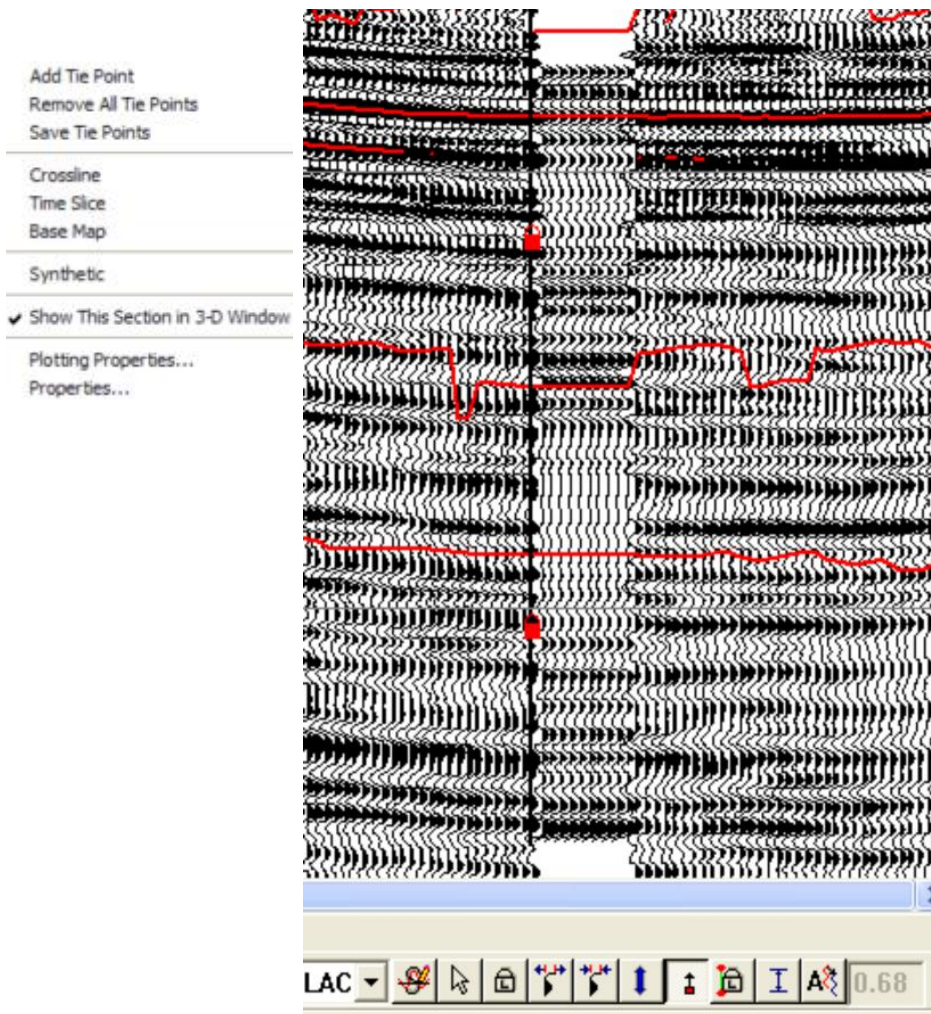 Add Tie Point
Remove All Tie Points
Save Tie Points
Crossline
Time Slice
Base Map
Synthetic
Show This Section in 3-D Window
Plotting Properties...
Properties...
LAC
L
L
A
0.68